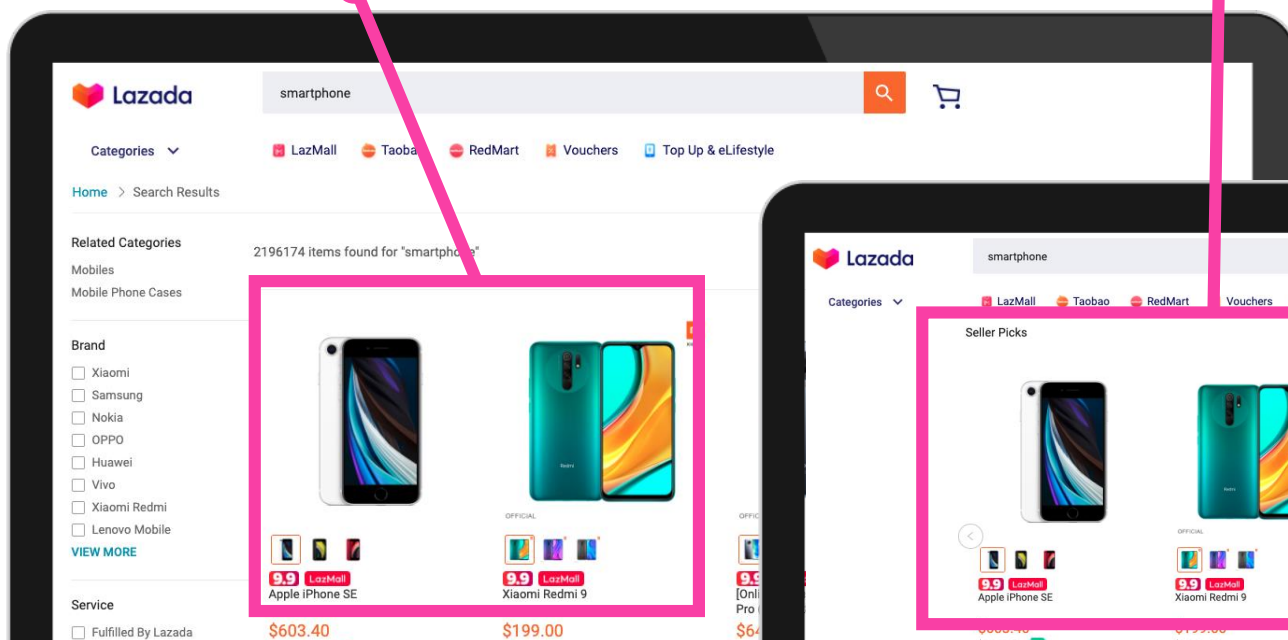 Lazada
smartphone
Categories
LazMall
RedMart
Vouchers
Top Up & eLifestyle
Home > Search Results
Related Categories
2196174 items found for "smartphone"
Mobiles
Mobile Phone Cases
Brand
Xiaomi
Samsung
Nokia
OPPO
Huawei
Vivo
Xiaomi Redmi
Lenovo Mobile
VIEW MORE
Service
Fulfilled By Lazada
Redmi
OFFICIAL
9.9 LazMall
Apple iPhone SE
$603.40
9.9 LazMall
Xiaomi Redmi 9
$199.00
9.9
Pro
Lazada
smartphone
Categories
LazMall
Taobao
RedMart
Vouchers
Seller Picks
Redmi
OFFICIAL
9.9 LazMall
Apple iPhone SE
9.9 LazMall
Xiaomi Redmi 9